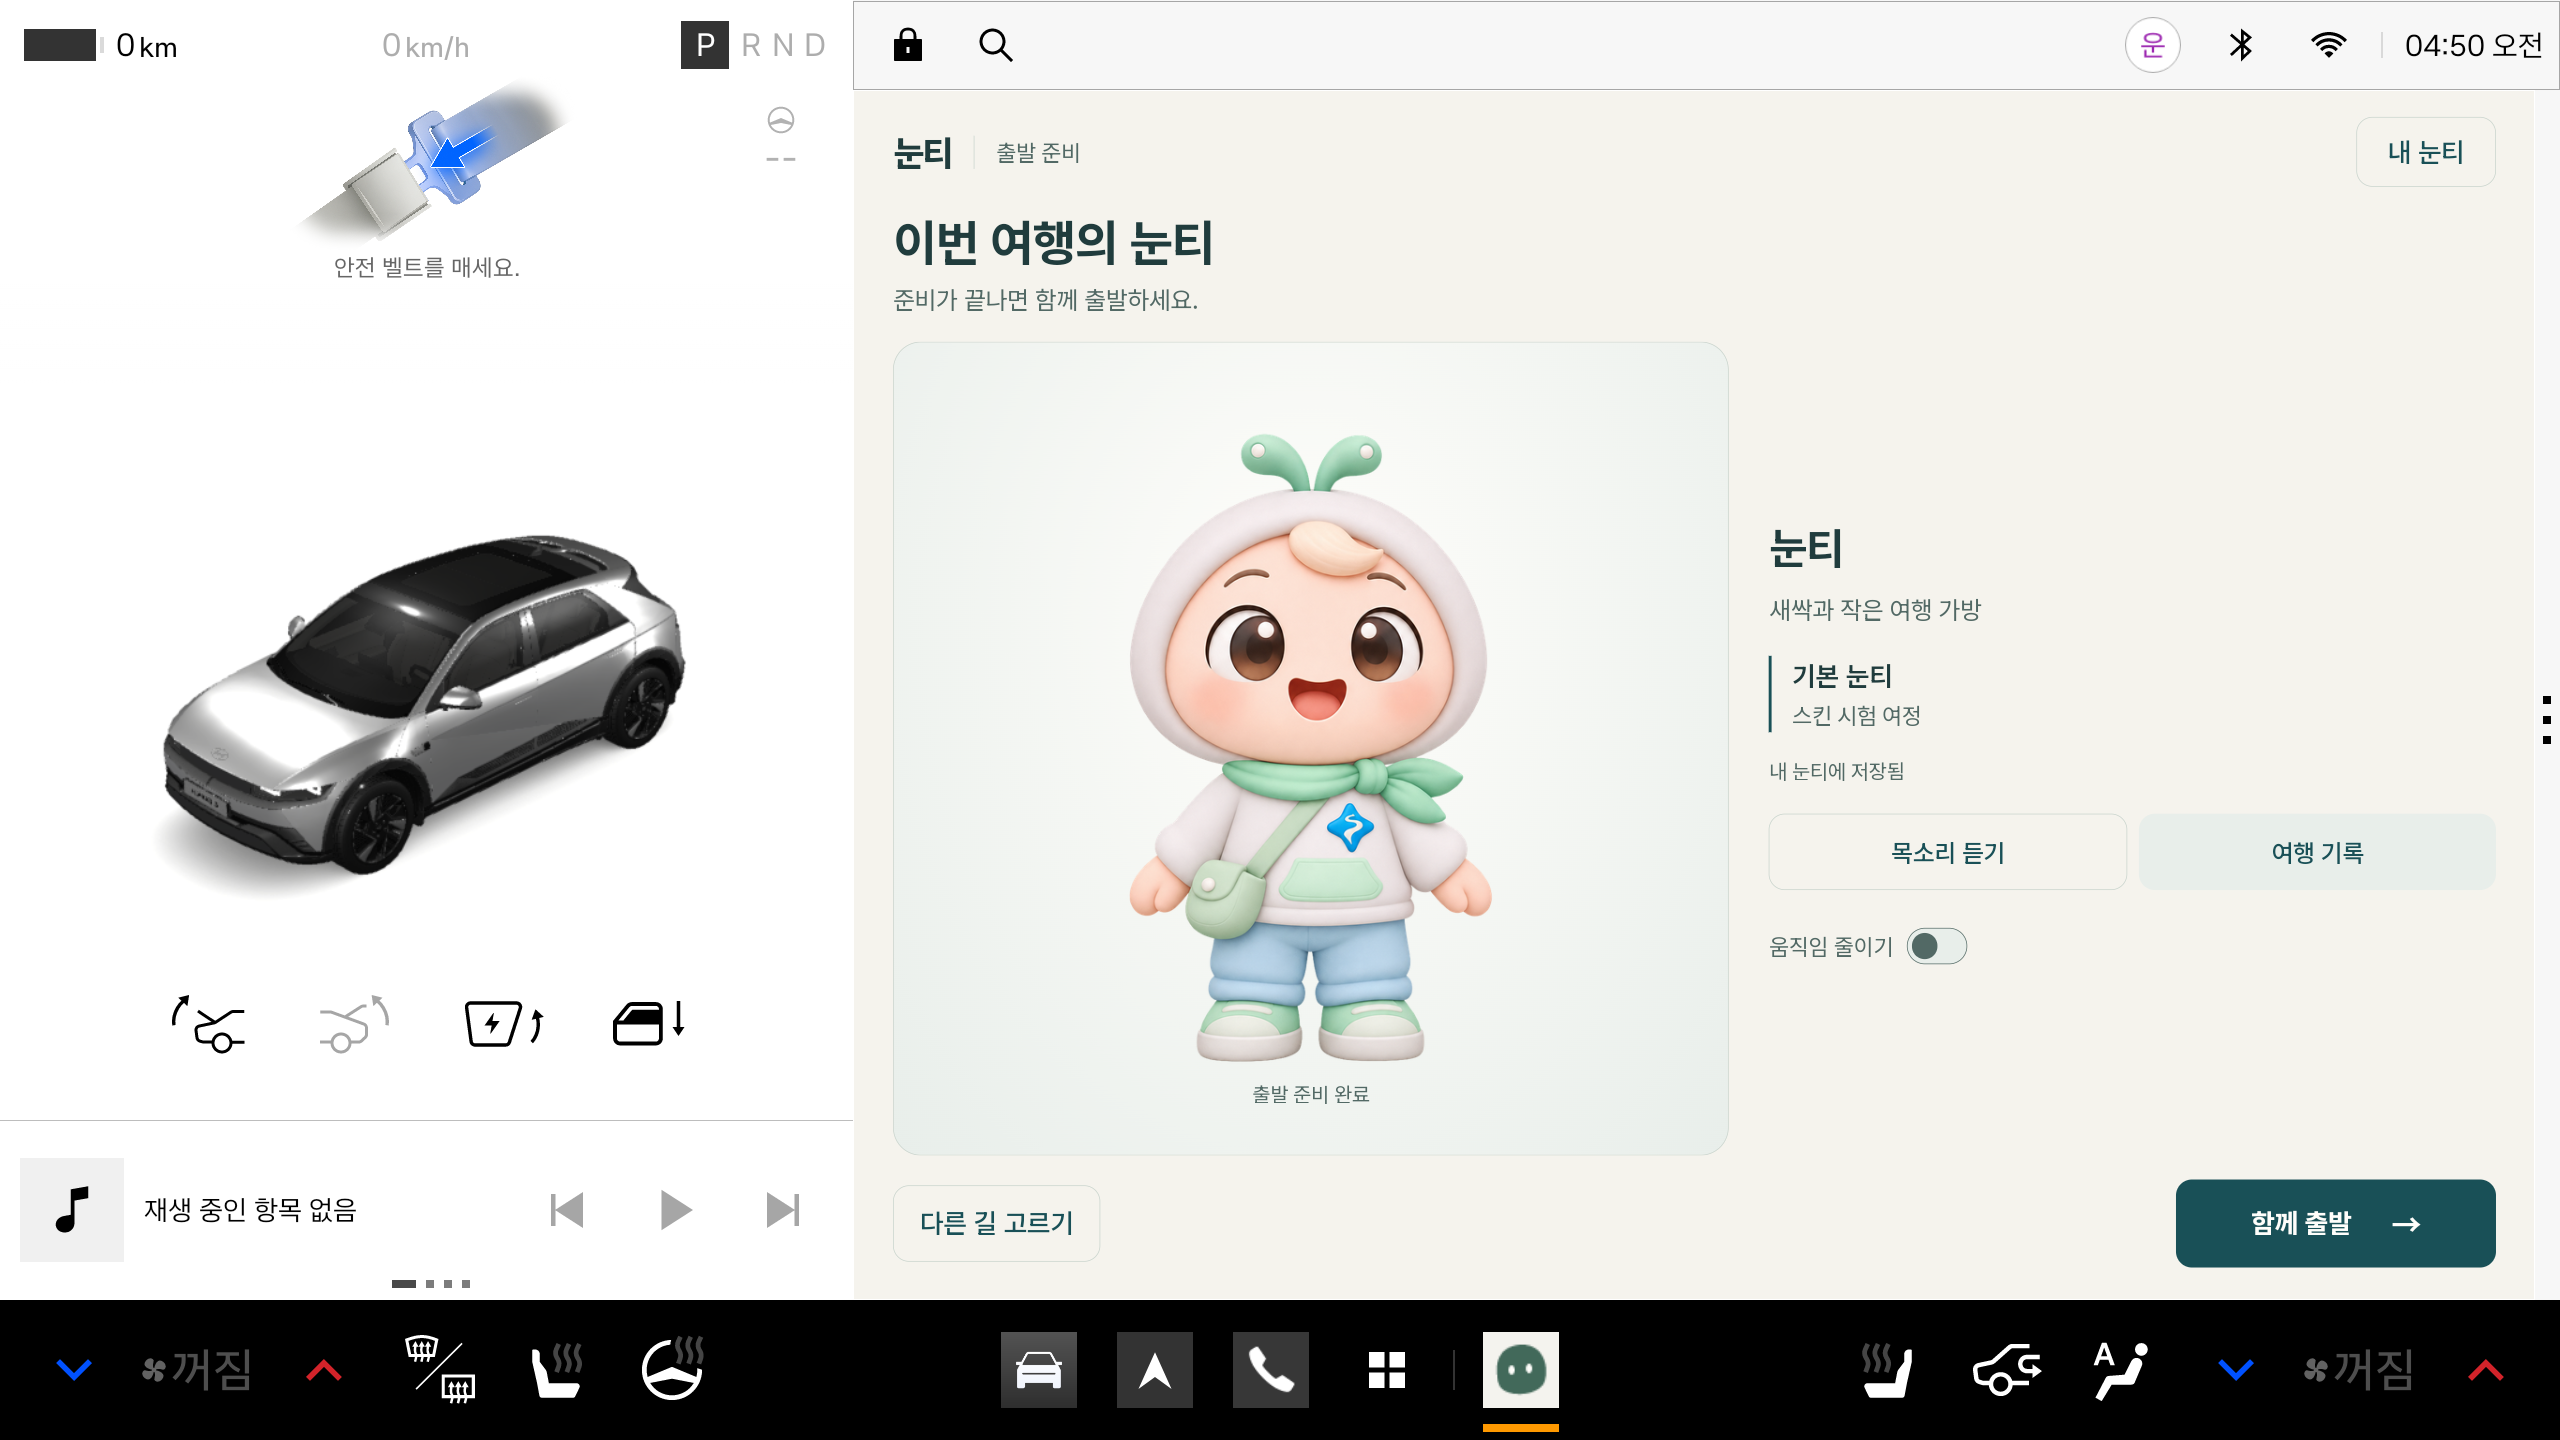 0 km
0 km/h
P R N D
안전 벨트를 매세요.
재생 중인 항목 없음
운
04:50 오전
눈티
출발 준비
내 눈티
이번 여행의 눈티
준비가 끝나면 함께 출발하세요.
출발 준비 완료
눈티
새싹과 작은 여행 가방
기본 눈티
스킨 시험 여정
내 눈티에 저장됨
목소리 듣기
여행 기록
움직임 줄이기
다른 길 고르기
함께 출발 →
꺼짐
A
꺼짐